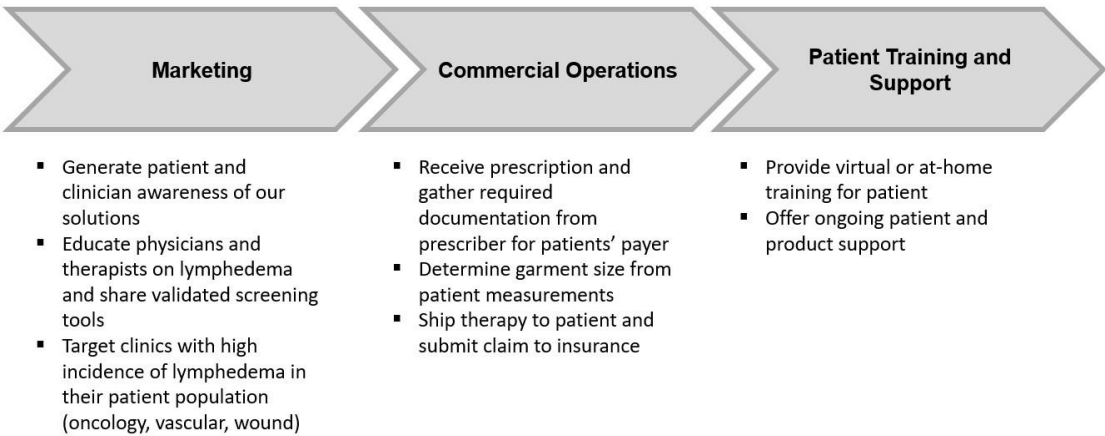 Marketing
Commercial Operations
Patient Training and
Support
▪ Generate patient and
clinician awareness of our
solutions
▪ Educate physicians and
therapists on lymphedema
and share validated screening
tools
▪ Target clinics with high
incidence of lymphedema in
their patient population
(oncology, vascular, wound)
▪ Receive prescription and
gather required
documentation from
prescriber for patients’ payer
▪ Determine garment size from
patient measurements
▪ Ship therapy to patient and
submit claim to insurance
▪ Provide virtual or at-home
training for patient
▪ Offer ongoing patient and
product support